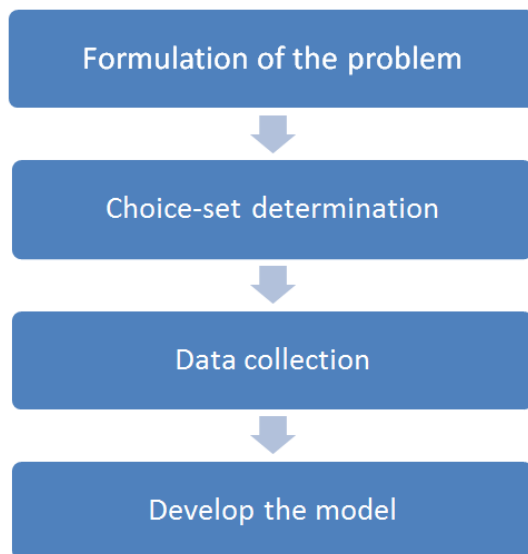 Formulation of the problem
Choice-set determination
Data collection
Develop the model